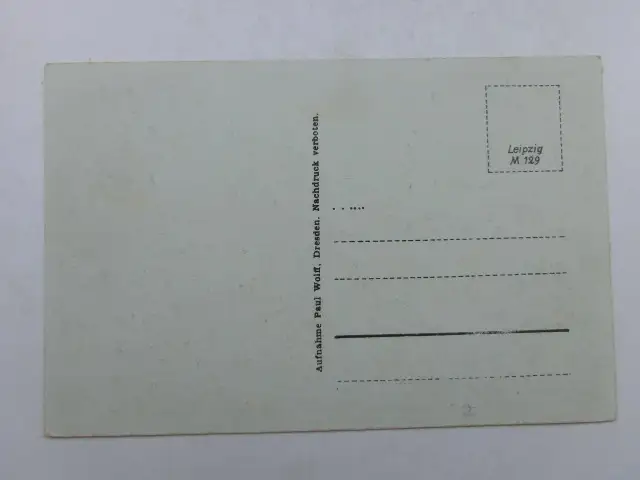 Leipzig
M 129
Aufnahme Paul Wolff, Dresden. Nachdruck verboten.